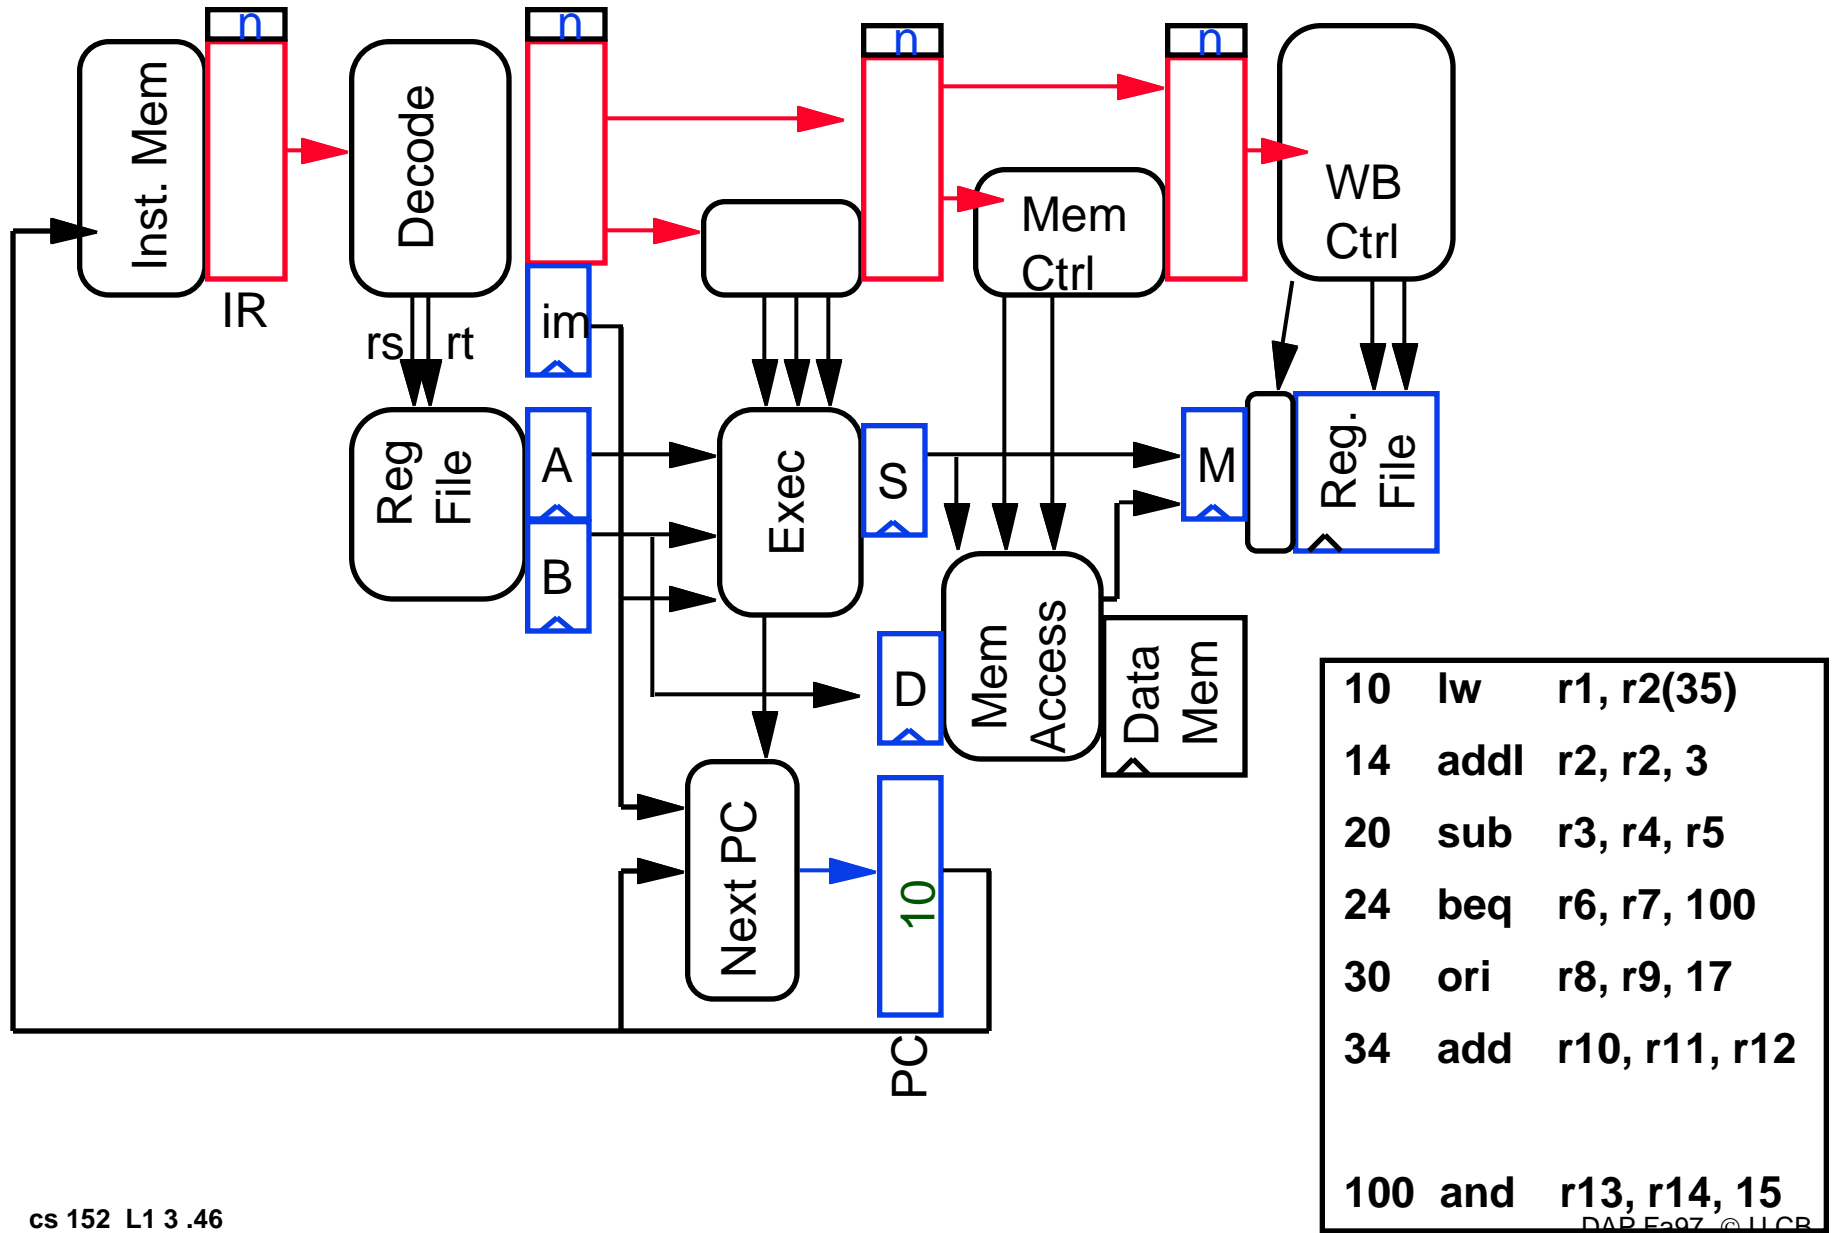 n
n
n
n
Inst. Mem
Decode
WB
Ctrl
Mem
Ctrl
IR
im
rs
rt
Reg
File
A
B
Exec
S
M
Reg.
File
Mem
Access
D
Data
Mem
Next PC
10
PC
10 lw r1, r2(35)
14 addI r2, r2, 3
20 sub r3, r4, r5
24 beq r6, r7, 100
30 ori r8, r9, 17
34 add r10, r11, r12
100 and r13, r14, 15
cs 152 L1 3 .46
DAP Fa97, © U.CB